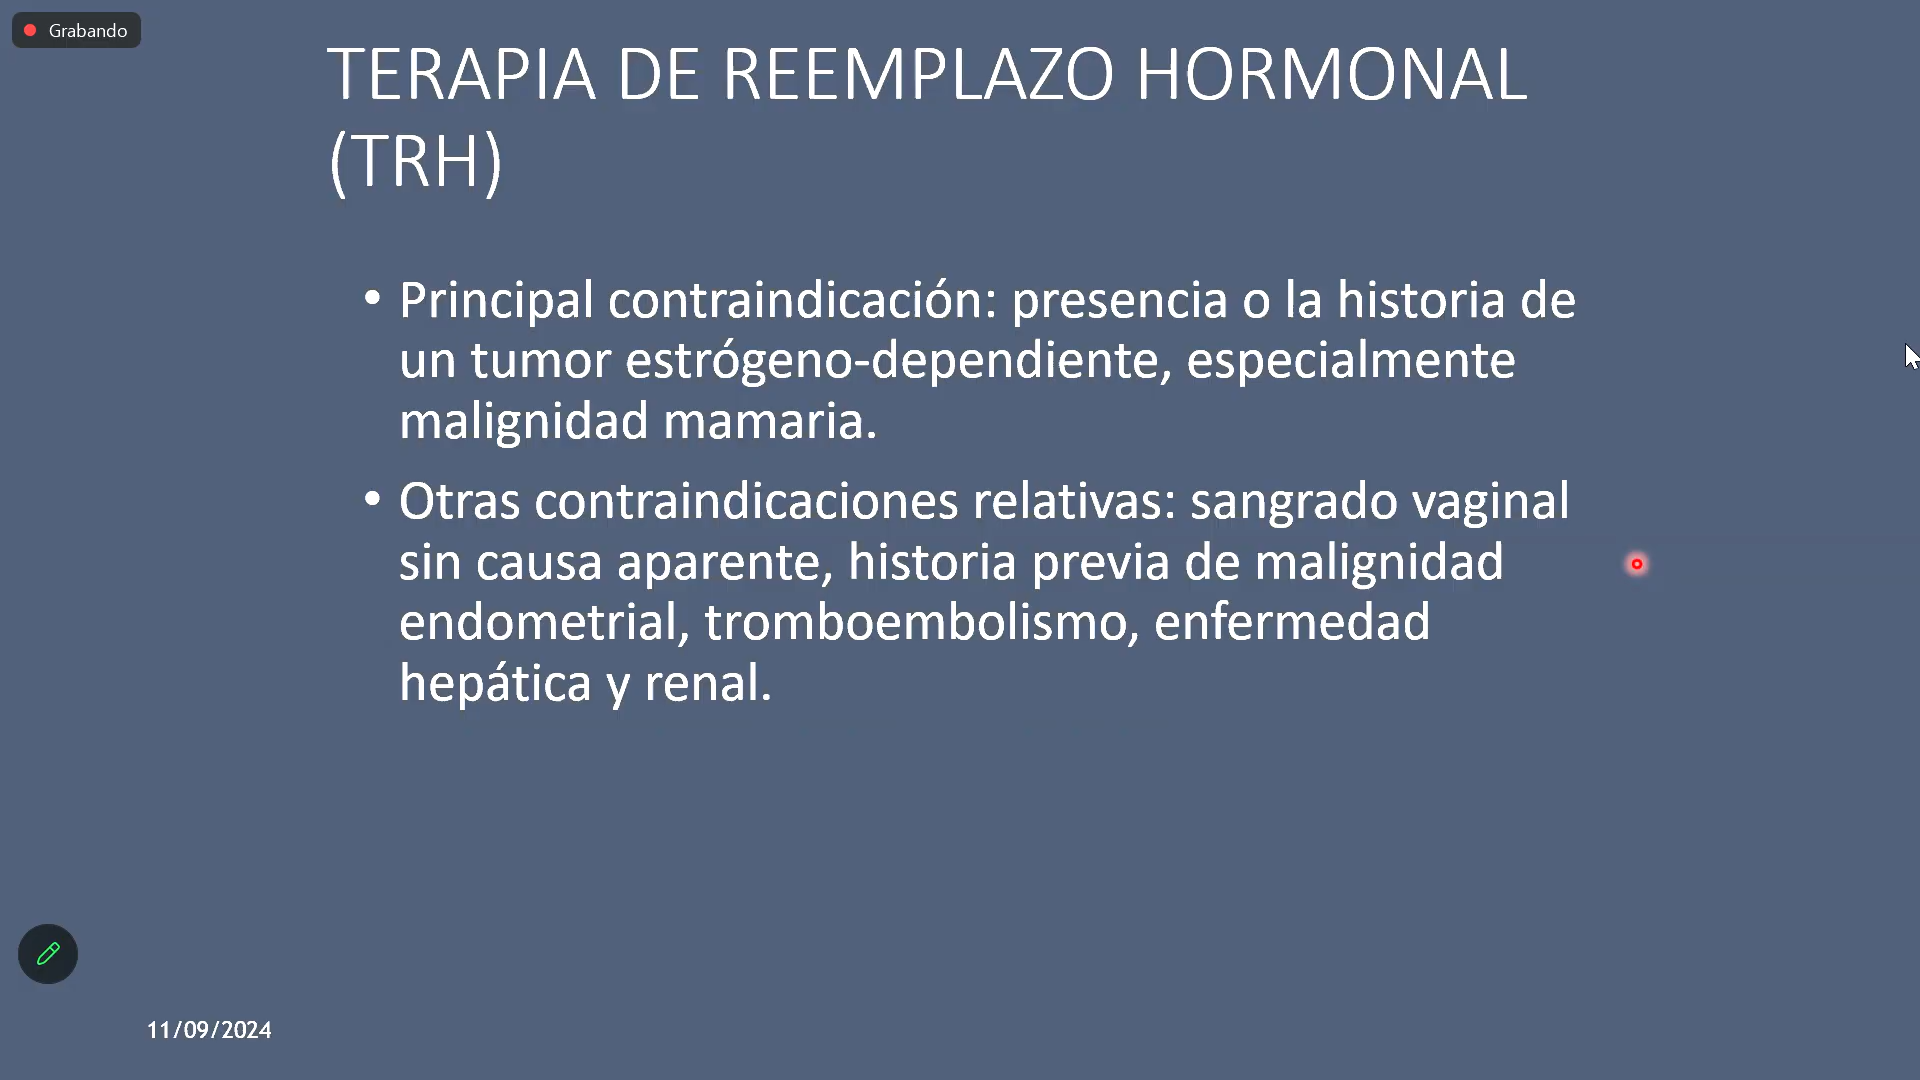 Grabando
TERAPIA DE REEMPLAZO HORMONAL
(TRH)
• Principal contraindicación: presencia o la historia de
un tumor estrógeno-dependiente, especialmente
malignidad mamaria.
• Otras contraindicaciones relativas: sangrado vaginal
sin causa aparente, historia previa de malignidad
endometrial, tromboembolismo, enfermedad
hepática y renal.
11/09/2024